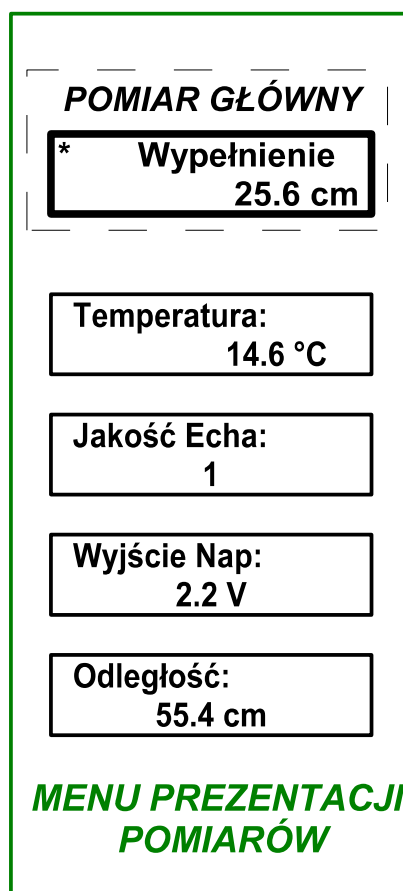 POMIAR GŁÓWNY
* Wypełnienie
25.6 cm
Temperatura:
14.6 °C
Jakość Echa:
1
Wyjście Nap:
2.2 V
Odległość:
55.4 cm
MENU PREZENTACJI
POMIARÓW